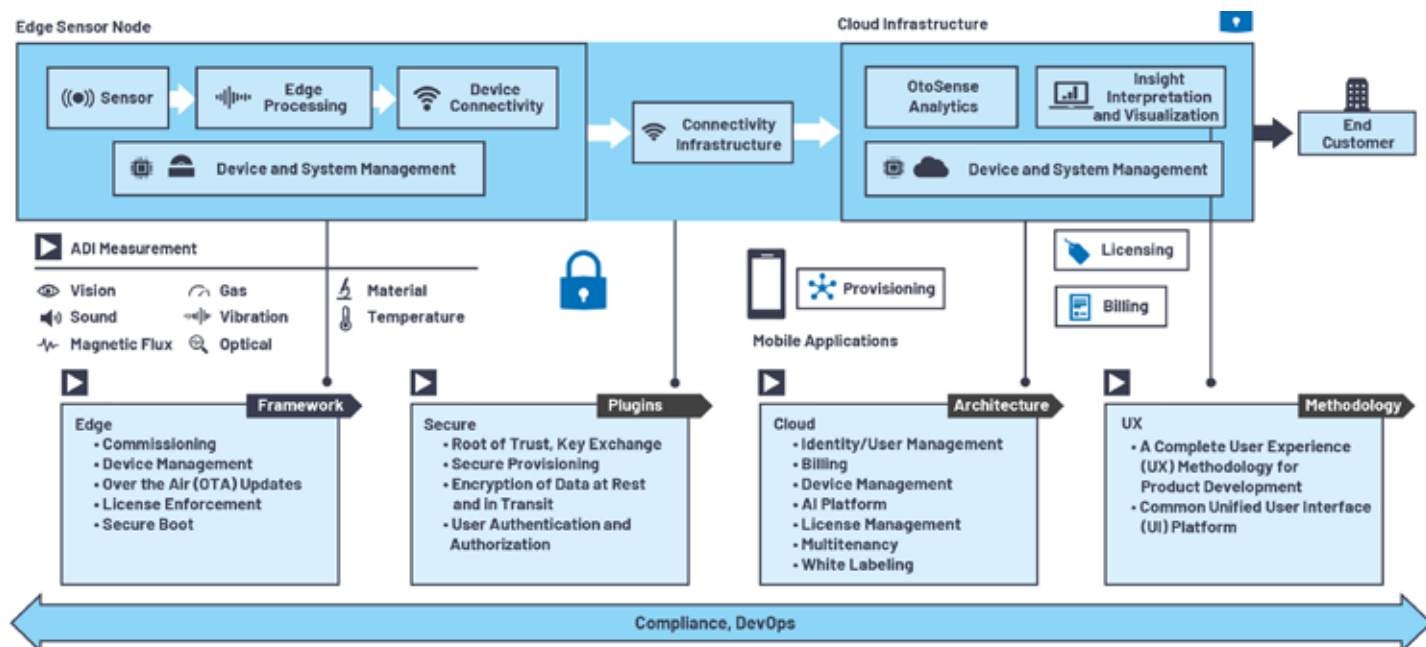 Edge Sensor Node
Cloud Infrastructure
((●)) Sensor
Edge
Processing
Device
Connectivity
Device and System Management
Connectivity
Infrastructure
OtoSense
Analytics
Insight
Interpretation
and Visualization
Device and System Management
End
Customer
ADI Measurement
Vision
Gas
Material
Sound
Vibration
Temperature
Magnetic Flux
Optical
Provisioning
Mobile Applications
Licensing
Billing
Framework
Edge
• Commissioning
• Device Management
• Over the Air (OTA) Updates
• License Enforcement
• Secure Boot
Plugins
Secure
• Root of Trust, Key Exchange
• Secure Provisioning
• Encryption of Data at Rest
and in Transit
• User Authentication and
Authorization
Architecture
Cloud
• Identity/User Management
• Billing
• Device Management
• AI Platform
• License Management
• Multitenancy
• White Labeling
Methodology
UX
• A Complete User Experience
(UX) Methodology for
Product Development
• Common Unified User Interface
(UI) Platform
Compliance, DevOps